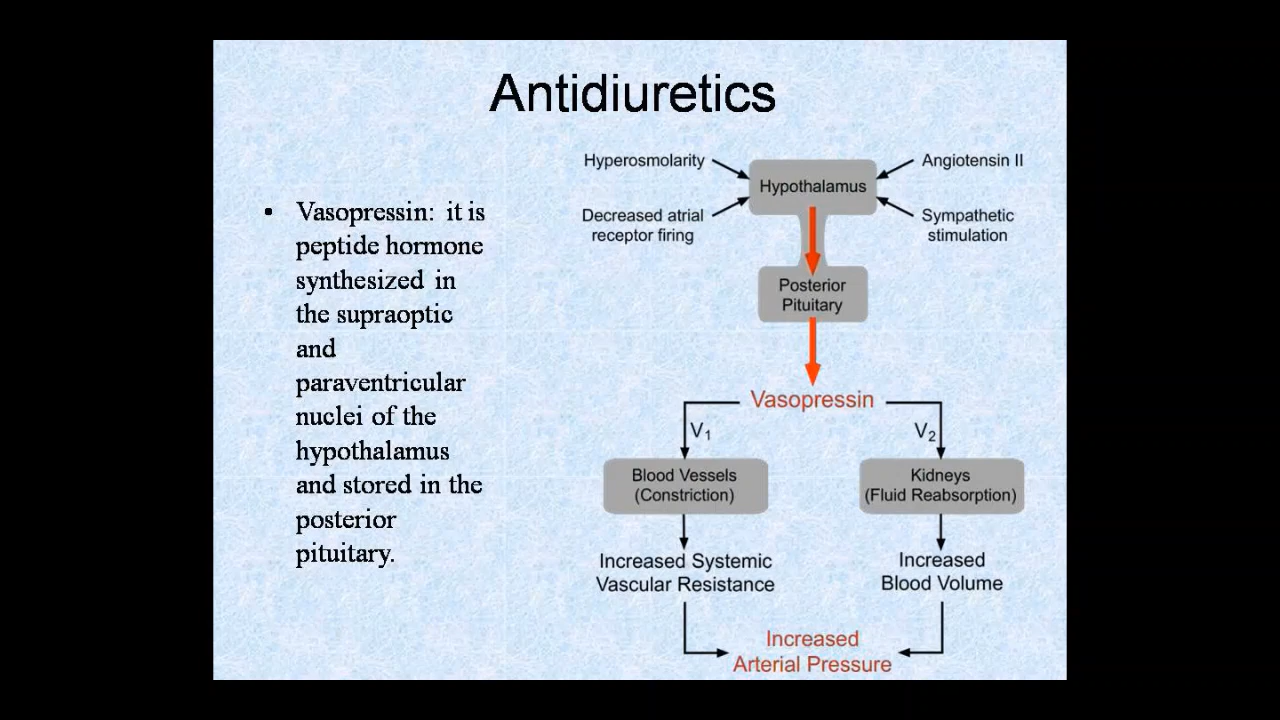 Antidiuretics
• Vasopressin: it is
peptide hormone
synthesized in
the supraoptic
and
paraventricular
nuclei of the
hypothalamus
and stored in the
posterior
pituitary.
Hyperosmolarity
Angiotensin II
Hypothalamus
Decreased atrial
receptor firing
Sympathetic
stimulation
Posterior
Pituitary
Vasopressin
V1
V2
Blood Vessels
(Constriction)
Kidneys
(Fluid Reabsorption)
Increased Systemic
Vascular Resistance
Increased
Blood Volume
Increased
Arterial Pressure